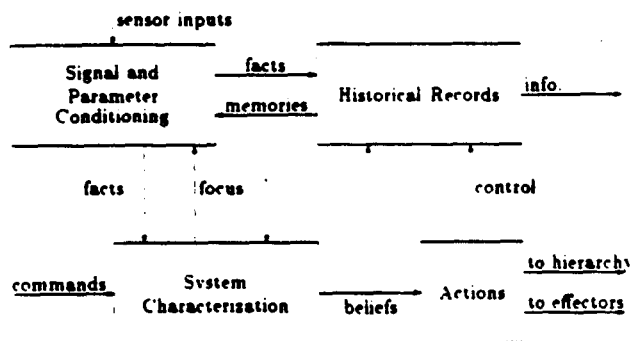 sensor inputs
Signal and
Parameter
Conditioning
facts
memories
Historical Records
info.
facts
focus
control
commands
System
Characterization
beliefs
Actions
to hierarchy
to effectors